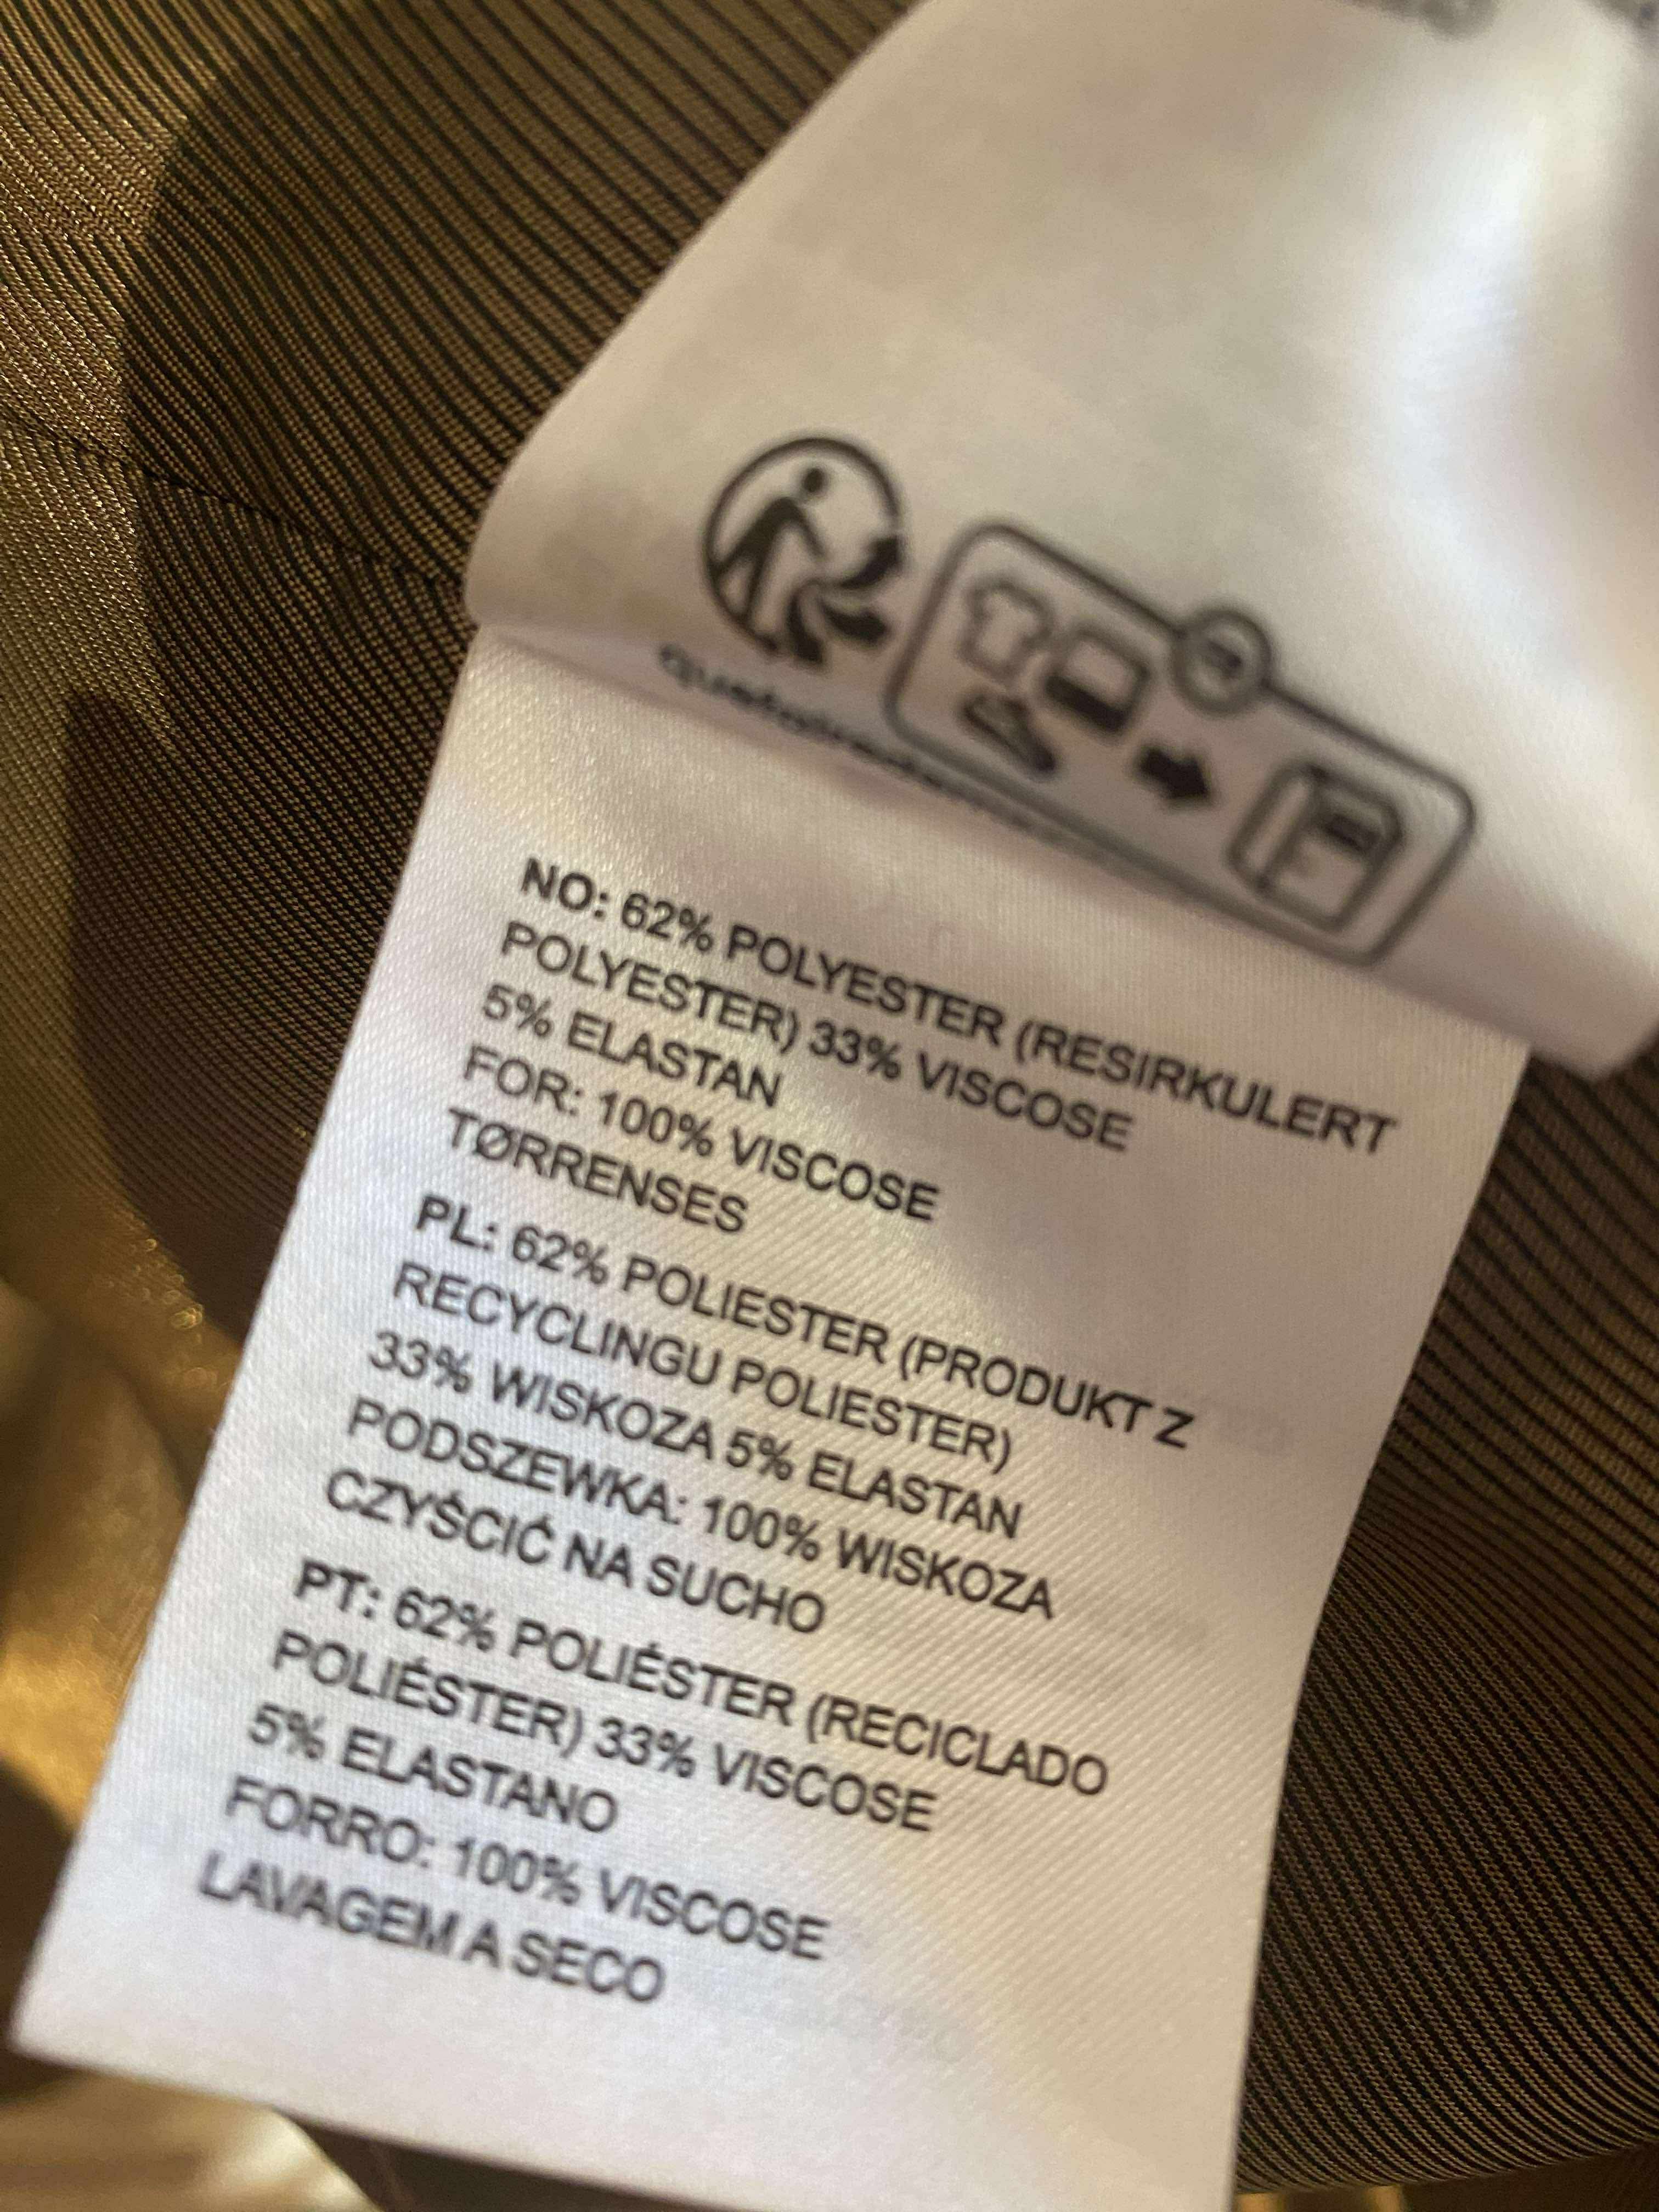 NO: 62% POLYESTER (RESIRKULERT
POLYESTER) 33% VISCOSE
5% ELASTAN
FOR: 100% VISCOSE
TØRRENSES
PL: 62% POLIESTER (PRODUKT Z
RECYCLINGU POLIESTER)
33% WISKOZA 5% ELASTAN
PODSZEWKA: 100% WISKOZA
CZYŚCIĆ NA SUCHO
PT: 62% POLIÉSTER (RECICLADO
POLIÉSTER) 33% VISCOSE
5% ELASTANO
FORRO: 100% VISCOSE
LAVAGEM A SECO